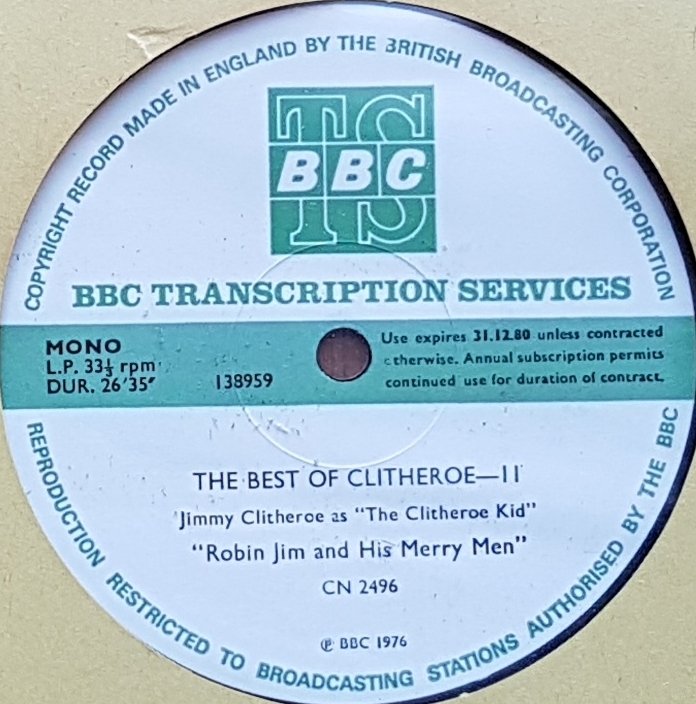 COPYRIGHT RECORD MADE IN ENGLAND BY THE BRITISH BROADCASTING CORPORATION
TS
BBC
BBC TRANSCRIPTION SERVICES
MONO
L.P. 33⅓ rpm
DUR. 26'35"
138959
Use expires 31.12.80 unless contracted
otherwise. Annual subscription permits
continued use for duration of contract.
THE BEST OF CLITHEROE—11
Jimmy Clitheroe as "The Clitheroe Kid"
"Robin Jim and His Merry Men"
CN 2496
℗ BBC 1976
REPRODUCTION RESTRICTED TO BROADCASTING STATIONS AUTHORISED BY THE BBC